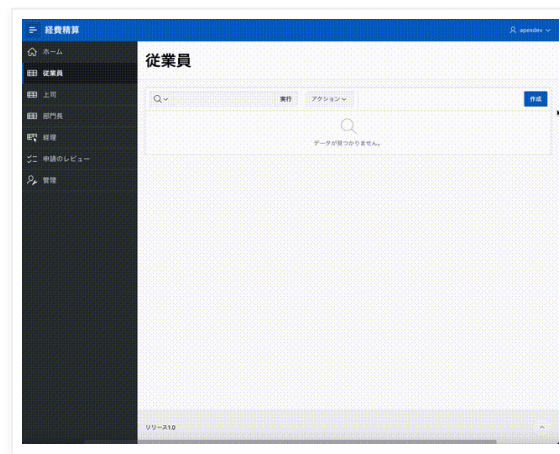 経費精算
apexdev
ホーム
従業員
上司
部門長
経理
申請のレビュー
管理
従業員
実行
アクション
作成
データが見つかりません。
リリース1.0